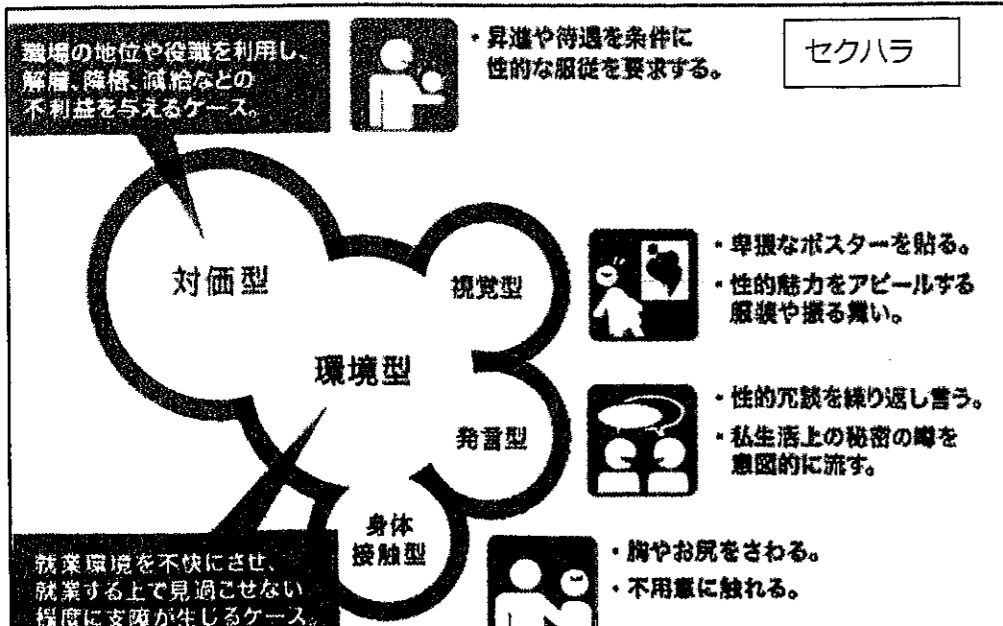 職場の地位や役職を利用し、
解雇、降格、減給などの
不利益を与えるケース。
・昇進や待遇を条件に
性的な服従を要求する。
セクハラ
対価型
視覚型
・卑猥なポスターを貼る。
・性的魅力をアピールする
服装や振る舞い。
環境型
発言型
・性的冗談を繰り返し言う。
・私生活上の秘密の噂を
意図的に流す。
身体
接触型
・胸やお尻をさわる。
・不用意に触れる。
就業環境を不快にさせ、
就業する上で見過ごせない
程度に支障が生じるケース。